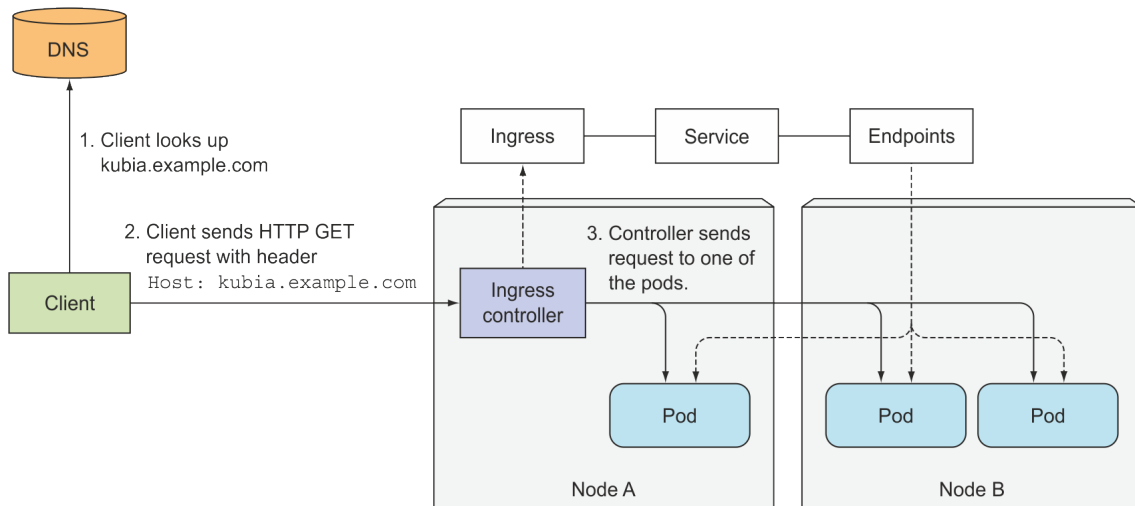 DNS
1. Client looks up
kubia.example.com
Ingress
Service
Endpoints
2. Client sends HTTP GET
request with header
Host: kubia.example.com
3. Controller sends
request to one of
the pods.
Client
Ingress
controller
Pod
Pod
Pod
Node A
Node B